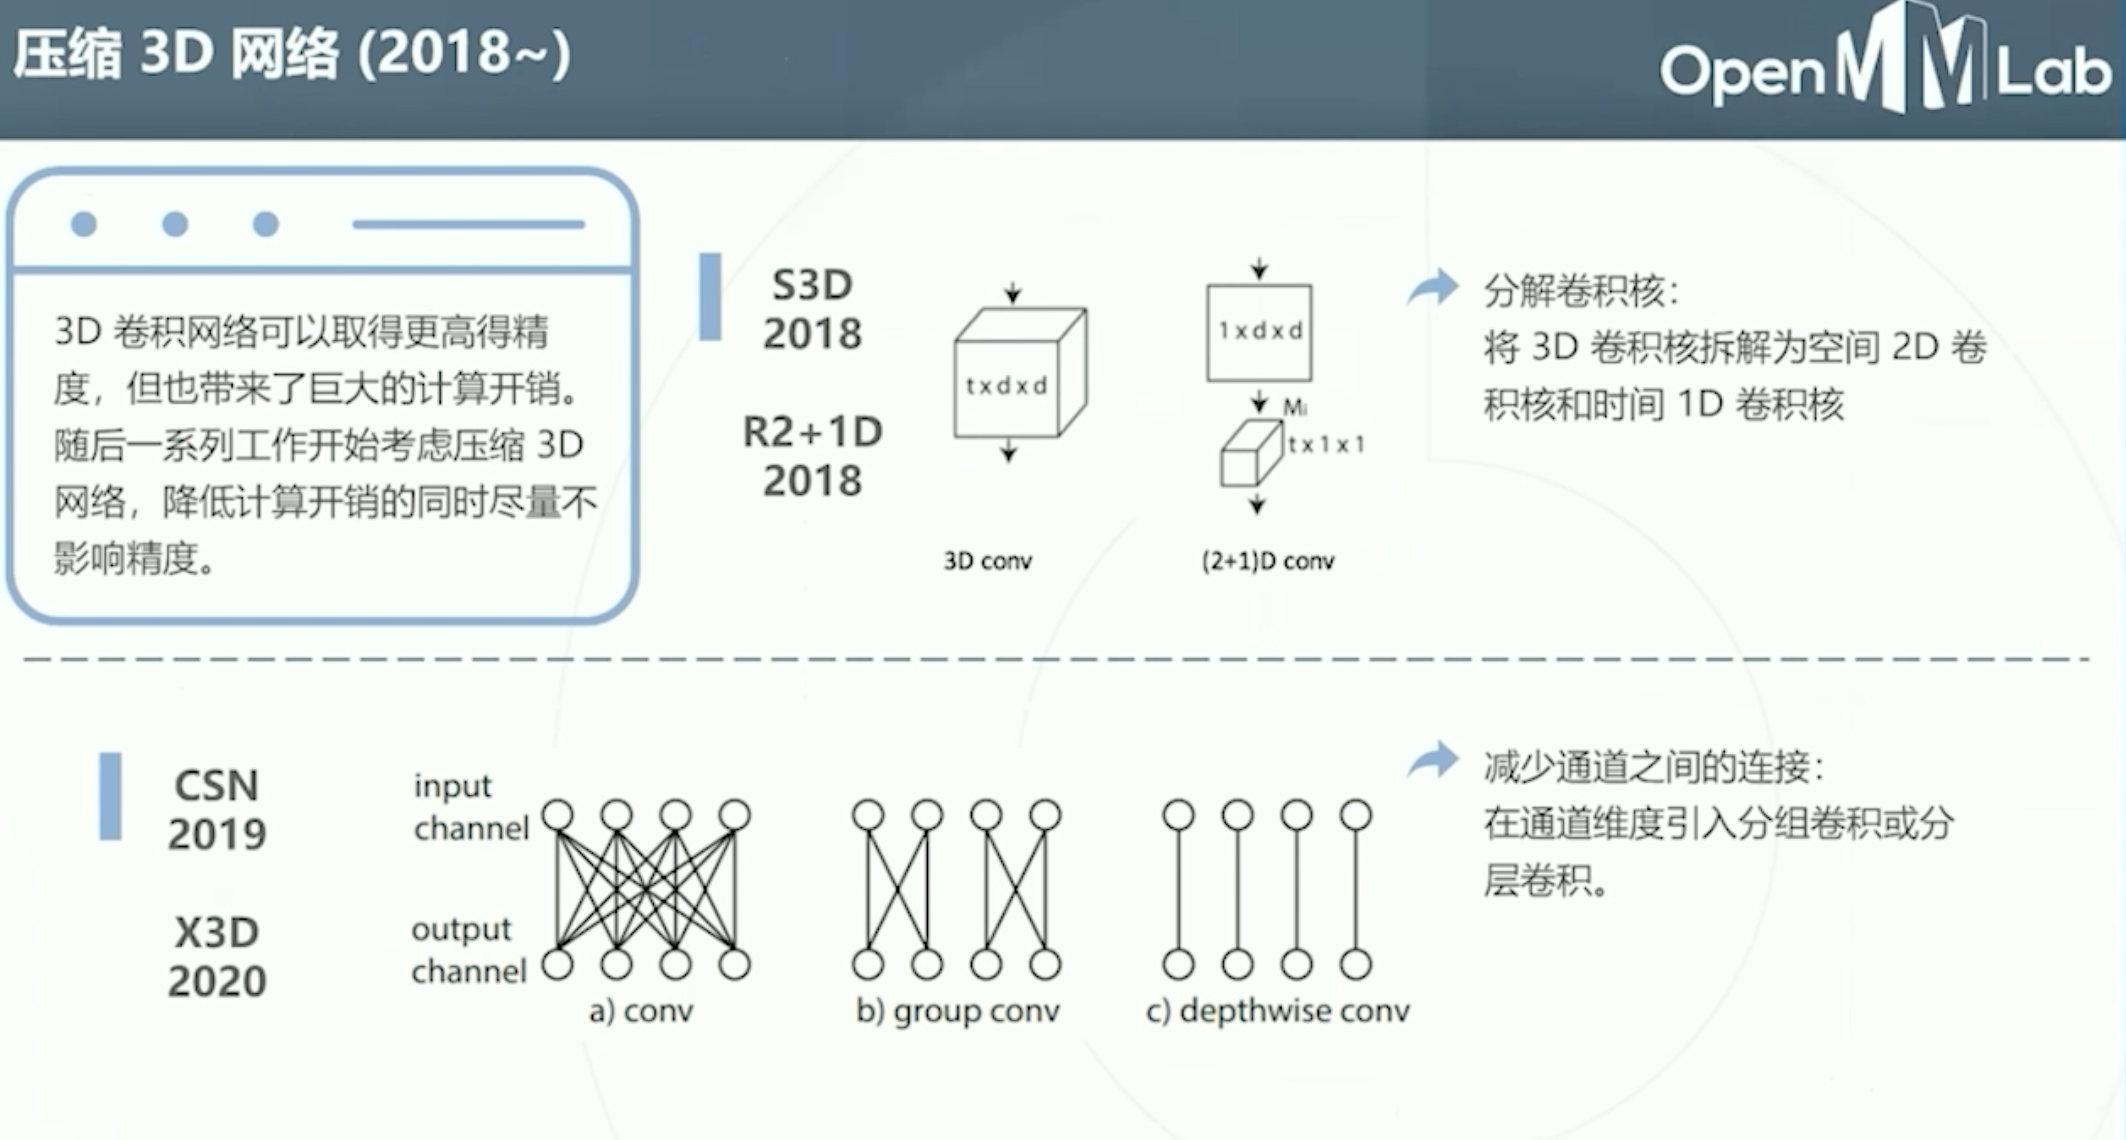 压缩 3D 网络 (2018~)
OpenMMLab
3D 卷积网络可以取得更高得精
度，但也带来了巨大的计算开销。
随后一系列工作开始考虑压缩 3D
网络，降低计算开销的同时尽量不
影响精度。
S3D
2018
R2+1D
2018
t x d x d
3D conv
1 x d x d
Mi
t x 1 x 1
(2+1)D conv
分解卷积核：
将 3D 卷积核拆解为空间 2D 卷
积核和时间 1D 卷积核
CSN
2019
X3D
2020
input
channel
output
channel
a) conv
b) group conv
c) depthwise conv
减少通道之间的连接：
在通道维度引入分组卷积或分
层卷积。